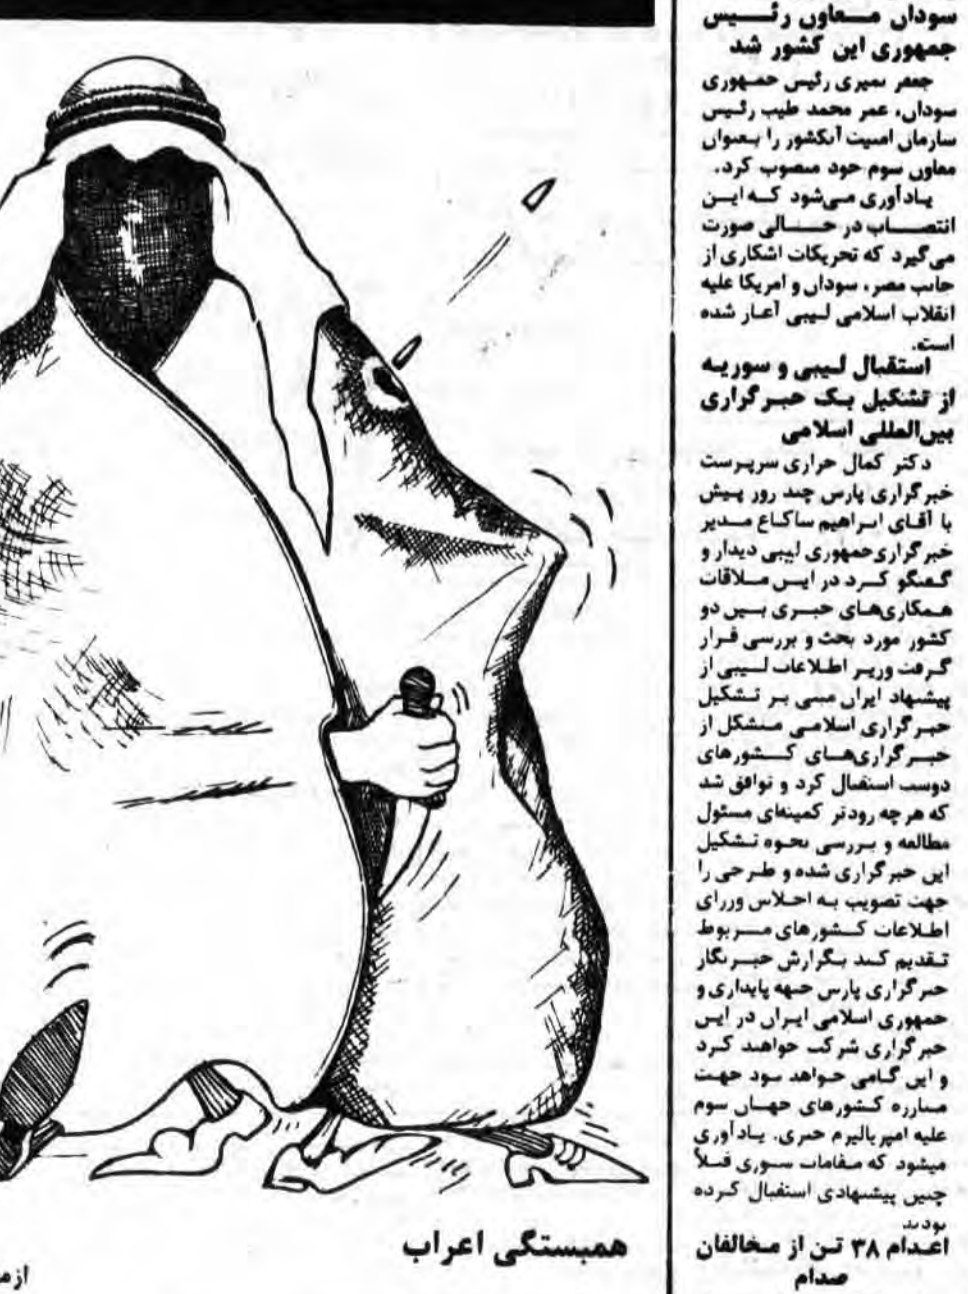 سودان معاون رئیس
جمهوری این کشور شد
جعفر نمیری رئیس جمهوری
سودان، عمر محمد طیب رئیس
سازمان امنیت آنکشور را بعنوان
معاون سوم خود منصوب کرد.
یادآوری می‌شود که این
انتصاب در حالی صورت
می‌گیرد که تحریکات اشکاری از
جانب مصر، سودان و امریکا علیه
انقلاب اسلامی لیبی آغاز شده
است.
استقبال لیبی و سوریه
از تشکیل یک خبرگزاری
بین‌المللی اسلامی
دکتر کمال خرازی سرپرست
خبرگزاری پارس چند روز پیش
با آقای ابراهیم مدیر
خبرگزاری جمهوری لیبی دیدار و
گفتگو کرد در این ملاقات
همکاری‌های خبری بین دو
کشور مورد بحث و بررسی قرار
گرفت وزیر اطلاعات لیبی از
پیشنهاد ایران مبنی بر تشکیل
خبرگزاری اسلامی متشکل از
خبرگزاری‌های کشورهای
دوست استقبال کرد و توافق شد
که هرچه زودتر کمیته‌ای مسئول
مطالعه و بررسی نحوه تشکیل
این خبرگزاری شده و طرحی را
جهت تصویب به اجلاس وزرای
اطلاعات کشورهای مربوط
تقدیم کند بگزارش خبرنگار
خبرگزاری پارس جبهه پایداری و
جمهوری اسلامی ایران در این
خبرگزاری شرکت خواهند کرد
و این گامی خواهد بود جهت
مبارزه کشورهای جهان سوم
علیه امپریالیزم خبری. یادآوری
میشود که مقامات سوری قبلاً
چنین پیشنهادی استقبال کرده
بودند
اعدام ۳۸ تن از مخالفان
صدام
همبستگی اعراب